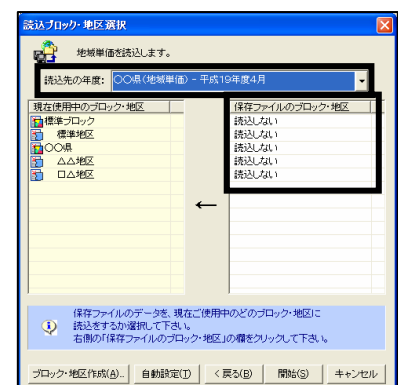 読込ブロック・地区選択
地域単価を読込します。
読込先の年度: 〇〇県(地域単価) - 平成19年度4月
現在使用中のブロック・地区 保存ファイルのブロック・地区
標準ブロック 読込しない
標準地区 読込しない
〇〇県 読込しない
△△地区 読込しない
□△地区 読込しない
←
保存ファイルのデータを、現在ご使用中のどのブロック・地区に
読込をするか選択して下さい。
右側の「保存ファイルのブロック・地区」の欄をクリックして下さい。
ブロック・地区作成(A).. 自動設定(T) < 戻る(B) 開始(S) キャンセル